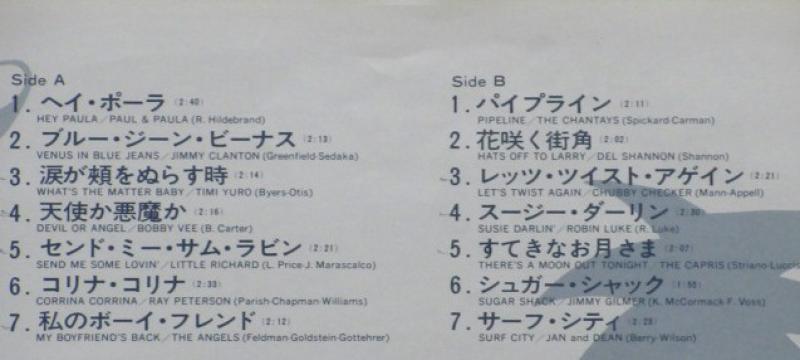 Side A
1. ヘイ・ポーラ (2:40)
HEY PAULA/PAUL & PAULA (R. Hildebrand)
2. ブルー・ジーン・ビーナス (2:13)
VENUS IN BLUE JEANS/JIMMY CLANTON (Greenfield-Sedaka)
3. 涙が頰をぬらす時 (2:14)
WHAT'S THE MATTER BABY/TIMI YURO (Byers-Otis)
4. 天使か悪魔か (2:16)
DEVIL OR ANGEL/BOBBY VEE (B. Carter)
5. センド・ミー・サム・ラビン (2:21)
SEND ME SOME LOVIN'/LITTLE RICHARD (L. Price-J. Marascalco)
6. コリナ・コリナ (2:33)
CORRINA CORRINA/RAY PETERSON (Parish-Chapman-Williams)
7. 私のボーイ・フレンド (2:12)
MY BOYFRIEND'S BACK/THE ANGELS (Feldman-Goldstein-Gottehrer)
Side B
1. パイプライン (2:11)
PIPELINE/THE CHANTAYS (Spickard-Carman)
2. 花咲く街角 (2:02)
HATS OFF TO LARRY/DEL SHANNON (Shannon)
3. レッツ・ツイスト・アゲイン (2:21)
LET'S TWIST AGAIN/CHUBBY CHECKER (Mann-Appell)
4. スージー・ダーリン (2:30)
SUSIE DARLIN'/ROBIN LUKE (R. Luke)
5. すてきなお月さま (2:07)
THERE'S A MOON OUT TONIGHT/THE CAPRIS (Striano-Lucci
6. シュガー・シャック (1:55)
SUGAR SHACK/JIMMY GILMER (K. McCormack-F. Voss)
7. サーフ・シティ (2:28)
SURF CITY/JAN and DEAN (Berry-Wilson)